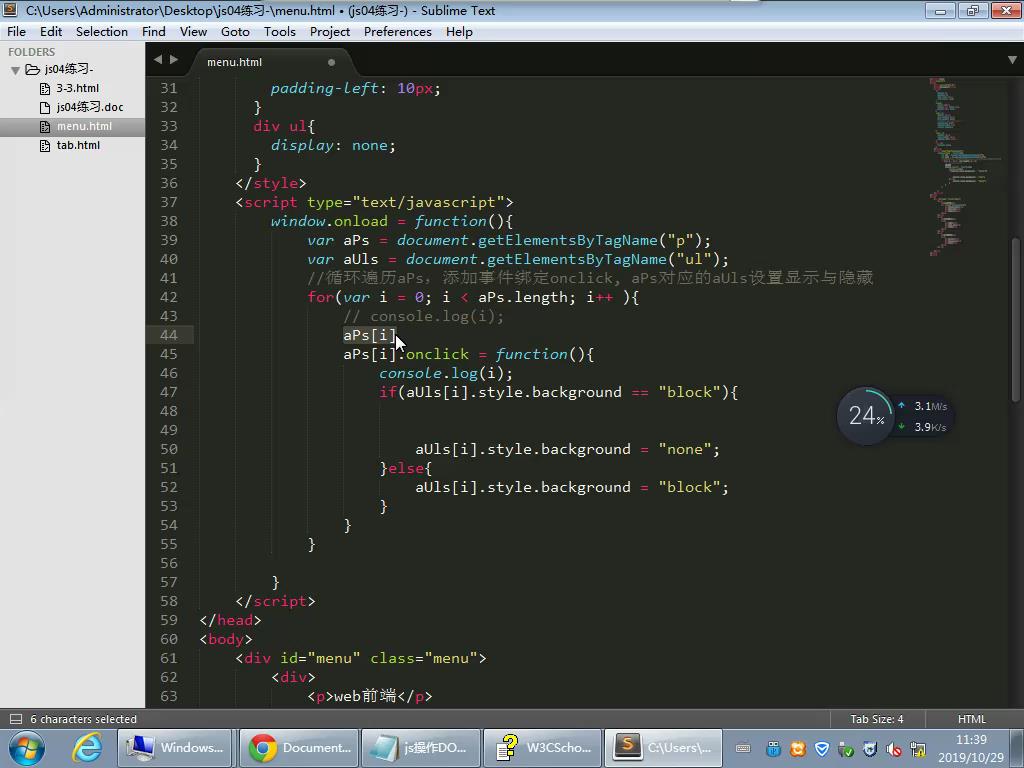 C:\Users\Administrator\Desktop\js04练习-\menu.html • (js04练习-) - Sublime Text
File Edit Selection Find View Goto Tools Project Preferences Help
FOLDERS
js04练习-
3-3.html
js04练习.doc
menu.html
tab.html
menu.html
31 padding-left: 10px;
32 }
33 div ul{
34 display: none;
35 }
36 </style>
37 <script type="text/javascript">
38 window.onload = function(){
39 var aPs = document.getElementsByTagName("p");
40 var aUls = document.getElementsByTagName("ul");
41 //循环遍历aPs，添加事件绑定onclick, aPs对应的aUls设置显示与隐藏
42 for(var i = 0; i < aPs.length; i++ ){
43 // console.log(i);
44 aPs[i]
45 aPs[i].onclick = function(){
46 console.log(i);
47 if(aUls[i].style.background == "block"){
48
49
50 aUls[i].style.background = "none";
51 }else{
52 aUls[i].style.background = "block";
53 }
54 }
55 }
56
57 }
58 </script>
59 </head>
60 <body>
61 <div id="menu" class="menu">
62 <div>
63 <p>web前端</p>
24%
3.1M/s
3.9K/s
6 characters selected
Tab Size: 4
HTML
Windows...
Document...
js操作DO...
W3CScho...
C:\Users\...
11:39
2019/10/29